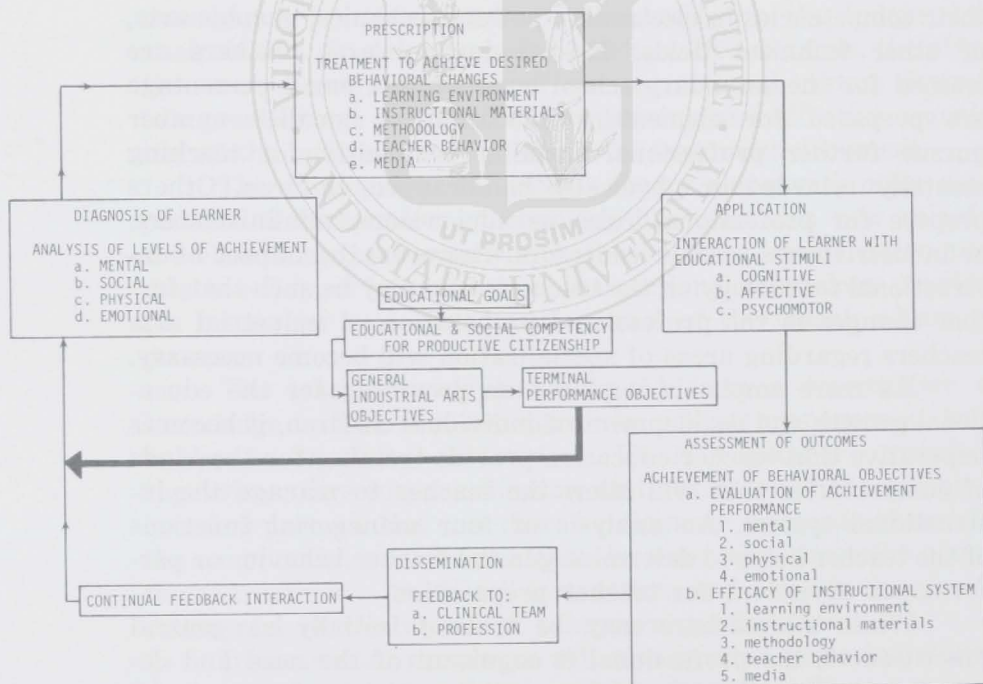 PRESCRIPTION
TREATMENT TO ACHIEVE DESIRED
BEHAVIORAL CHANGES
a. LEARNING ENVIRONMENT
b. INSTRUCTIONAL MATERIALS
c. METHODOLOGY
d. TEACHER BEHAVIOR
e. MEDIA
DIAGNOSIS OF LEARNER
ANALYSIS OF LEVELS OF ACHIEVEMENT
a. MENTAL
b. SOCIAL
c. PHYSICAL
d. EMOTIONAL
APPLICATION
INTERACTION OF LEARNER WITH
EDUCATIONAL STIMULI
a. COGNITIVE
b. AFFECTIVE
c. PSYCHOMOTOR
UT PROSIM
AND STATE UNIVERSITY
EDUCATIONAL GOALS
EDUCATIONAL & SOCIAL COMPETENCY
FOR PRODUCTIVE CITIZENSHIP
GENERAL
INDUSTRIAL ARTS
OBJECTIVES
TERMINAL
PERFORMANCE OBJECTIVES
ASSESSMENT OF OUTCOMES
ACHIEVEMENT OF BEHAVIORAL OBJECTIVES
a. EVALUATION OF ACHIEVEMENT
PERFORMANCE
1. mental
2. social
3. physical
4. emotional
b. EFFICACY OF INSTRUCTIONAL SYSTEM
1. learning environment
2. instructional materials
3. methodology
4. teacher behavior
5. media
DISSEMINATION
FEEDBACK TO:
a. CLINICAL TEAM
b. PROFESSION
CONTINUAL FEEDBACK INTERACTION